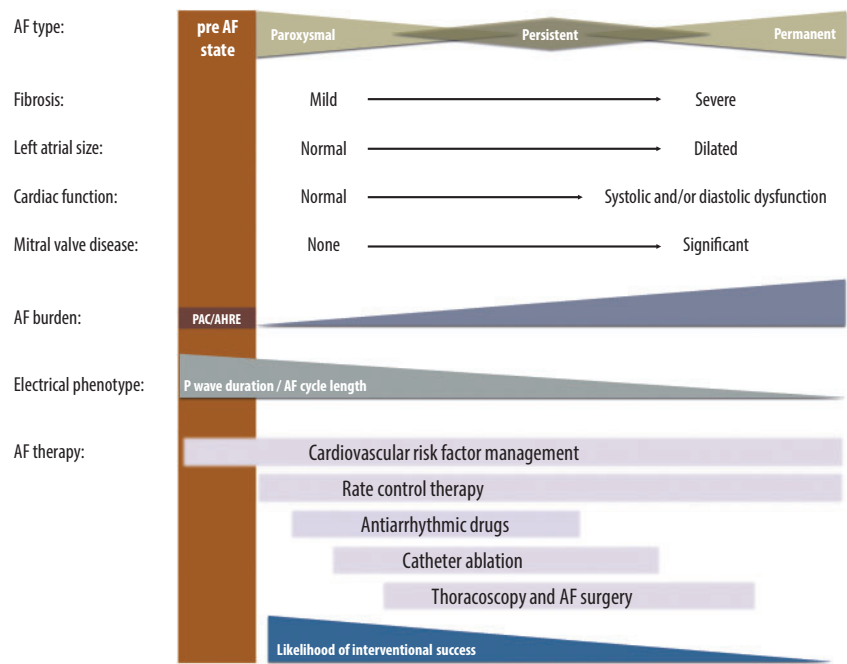 AF type:
pre AF
state
Paroxysmal
Persistent
Permanent
Fibrosis:
Mild
Severe
Left atrial size:
Normal
Dilated
Cardiac function:
Normal
Systolic and/or diastolic dysfunction
Mitral valve disease:
None
Significant
AF burden:
PAC/AHRE
Electrical phenotype:
P wave duration / AF cycle length
AF therapy:
Cardiovascular risk factor management
Rate control therapy
Antiarrhythmic drugs
Catheter ablation
Thoracoscopy and AF surgery
Likelihood of interventional success